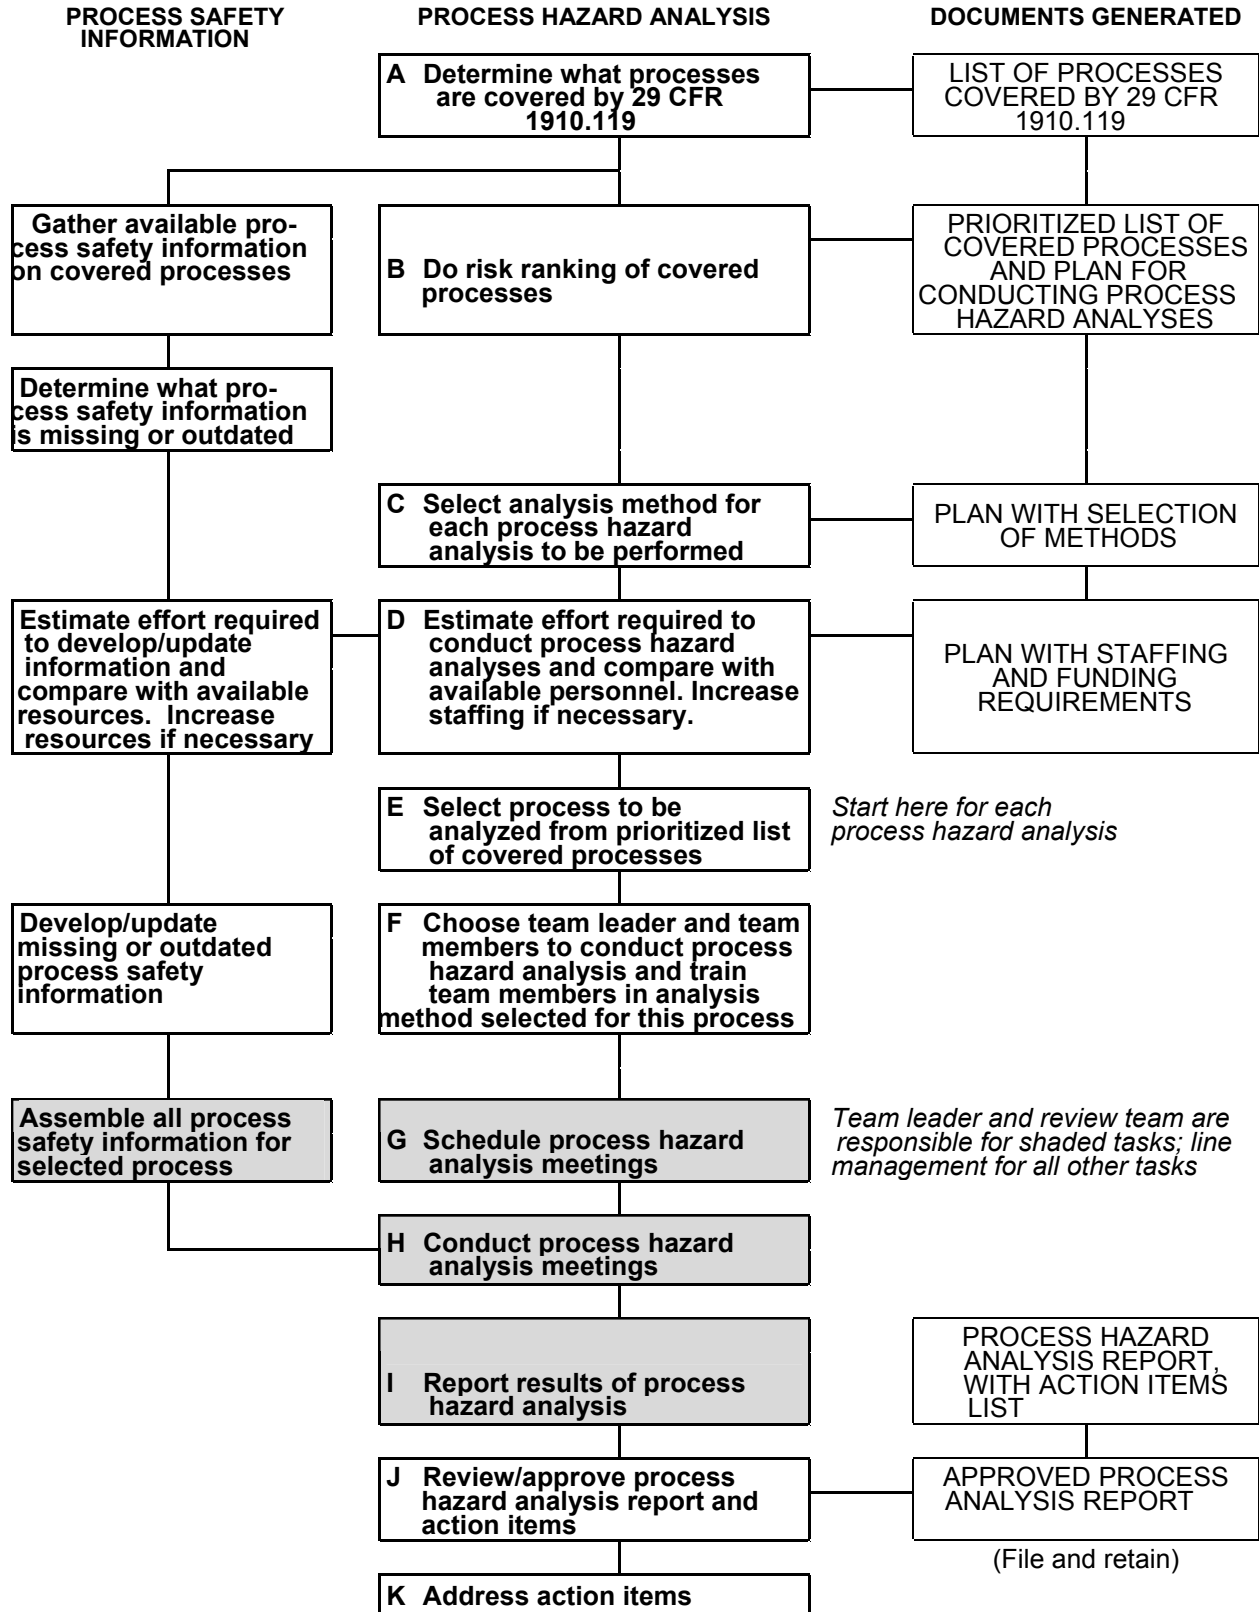 PROCESS SAFETY
INFORMATION
PROCESS HAZARD ANALYSIS
DOCUMENTS GENERATED
A Determine what processes
are covered by 29 CFR
1910.119
LIST OF PROCESSES
COVERED BY 29 CFR
1910.119
Gather available pro-
cess safety information
on covered processes
B Do risk ranking of covered
processes
PRIORITIZED LIST OF
COVERED PROCESSES
AND PLAN FOR
CONDUCTING PROCESS
HAZARD ANALYSES
Determine what pro-
cess safety information
is missing or outdated
C Select analysis method for
each process hazard
analysis to be performed
PLAN WITH SELECTION
OF METHODS
Estimate effort required
to develop/update
information and
compare with available
resources. Increase
resources if necessary
D Estimate effort required to
conduct process hazard
analyses and compare with
available personnel. Increase
staffing if necessary.
PLAN WITH STAFFING
AND FUNDING
REQUIREMENTS
E Select process to be
analyzed from prioritized list
of covered processes
Start here for each
process hazard analysis
Develop/update
missing or outdated
process safety
information
F Choose team leader and team
members to conduct process
hazard analysis and train
team members in analysis
method selected for this process
Assemble all process
safety information for
selected process
G Schedule process hazard
analysis meetings
Team leader and review team are
responsible for shaded tasks; line
management for all other tasks
H Conduct process hazard
analysis meetings
I Report results of process
hazard analysis
PROCESS HAZARD
ANALYSIS REPORT,
WITH ACTION ITEMS
LIST
J Review/approve process
hazard analysis report and
action items
APPROVED PROCESS
ANALYSIS REPORT
(File and retain)
K Address action items